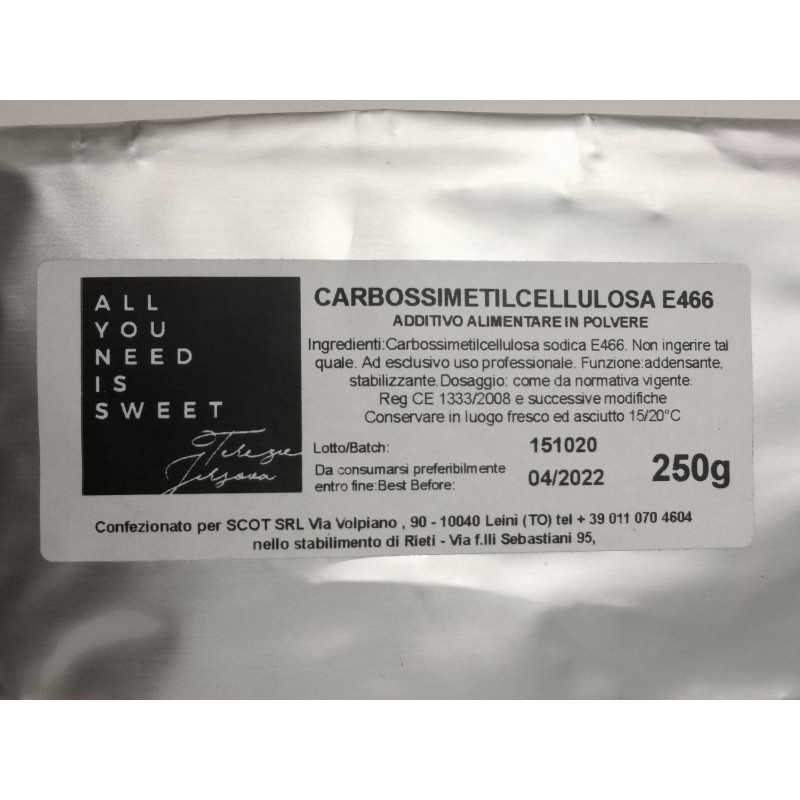 ALL
YOU
NEED
IS
SWEET
Terezie
CARBOSSIMETILCELLULOSA E466
ADDITIVO ALIMENTARE IN POLVERE
Ingredienti:Carbossimetilcellulosa sodica E466. Non ingerire tal
quale. Ad esclusivo uso professionale. Funzione:addensante,
stabilizzante.Dosaggio: come da normativa vigente.
Reg CE 1333/2008 e successive modifiche
Conservare in luogo fresco ed asciutto 15/20°C
Lotto/Batch: 151020
Da consumarsi preferibilmente
entro fine:Best Before: 04/2022
250g
Confezionato per SCOT SRL Via Volpiano , 90 - 10040 Leini (TO) tel + 39 011 070 4604
nello stabilimento di Rieti - Via f.lli Sebastiani 95,